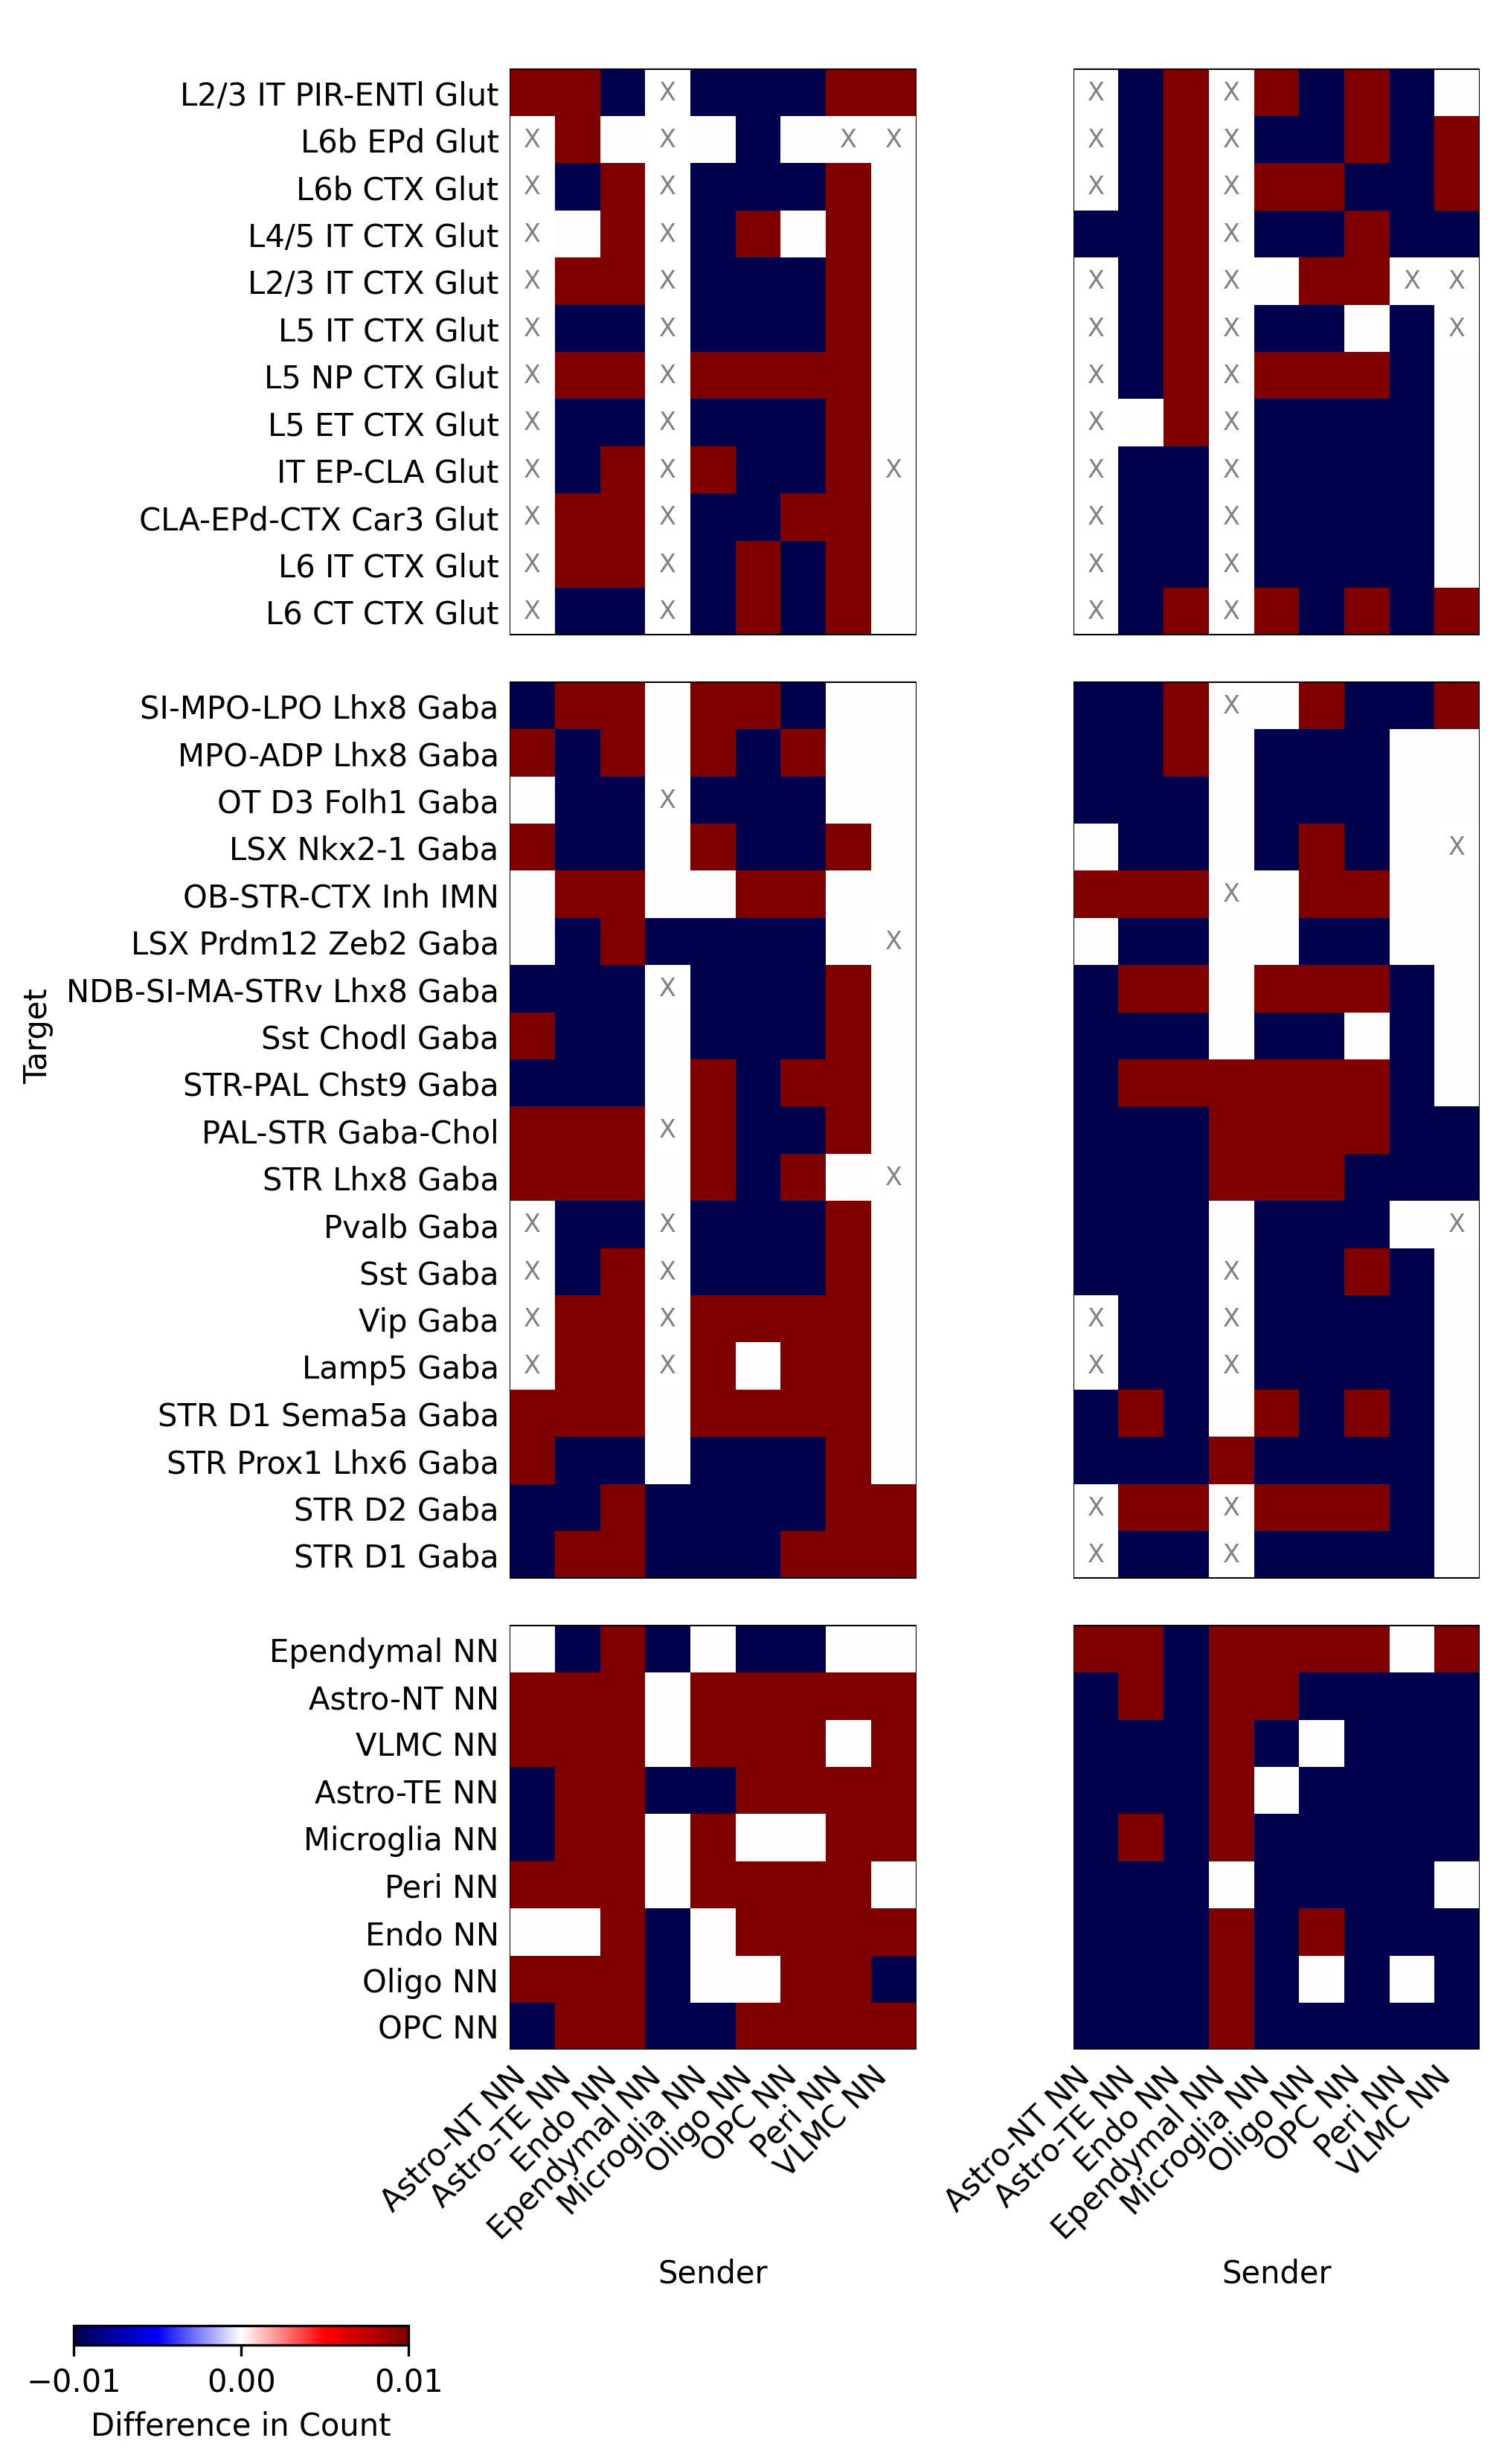 L2/3 IT PIR-ENTl Glut X X X
L6b EPd Glut X X X X X X
L6b CTX Glut X X X X
L4/5 IT CTX Glut X X X
L2/3 IT CTX Glut X X X X X X
L5 IT CTX Glut X X X X X
L5 NP CTX Glut X X X X
L5 ET CTX Glut X X X X
IT EP-CLA Glut X X X X X
CLA-EPd-CTX Car3 Glut X X X X
L6 IT CTX Glut X X X X
L6 CT CTX Glut X X X X
SI-MPO-LPO Lhx8 Gaba X
MPO-ADP Lhx8 Gaba
OT D3 Folh1 Gaba X
LSX Nkx2-1 Gaba X
OB-STR-CTX Inh IMN X
LSX Prdm12 Zeb2 Gaba X
NDB-SI-MA-STRv Lhx8 Gaba X
Sst Chodl Gaba
STR-PAL Chst9 Gaba
PAL-STR Gaba-Chol X
STR Lhx8 Gaba X
Pvalb Gaba X X X
Sst Gaba X X X
Vip Gaba X X X X
Lamp5 Gaba X X X X
STR D1 Sema5a Gaba
STR Prox1 Lhx6 Gaba
STR D2 Gaba X X
STR D1 Gaba X X
Target
Ependymal NN
Astro-NT NN
VLMC NN
Astro-TE NN
Microglia NN
Peri NN
Endo NN
Oligo NN
OPC NN
Astro-NT NN
Astro-TE NN
Endo NN
Ependymal NN
Microglia NN
Oligo NN
OPC NN
Peri NN
VLMC NN
Sender
Astro-NT NN
Astro-TE NN
Endo NN
Ependymal NN
Microglia NN
Oligo NN
OPC NN
Peri NN
VLMC NN
Sender
−0.01 0.00 0.01
Difference in Count